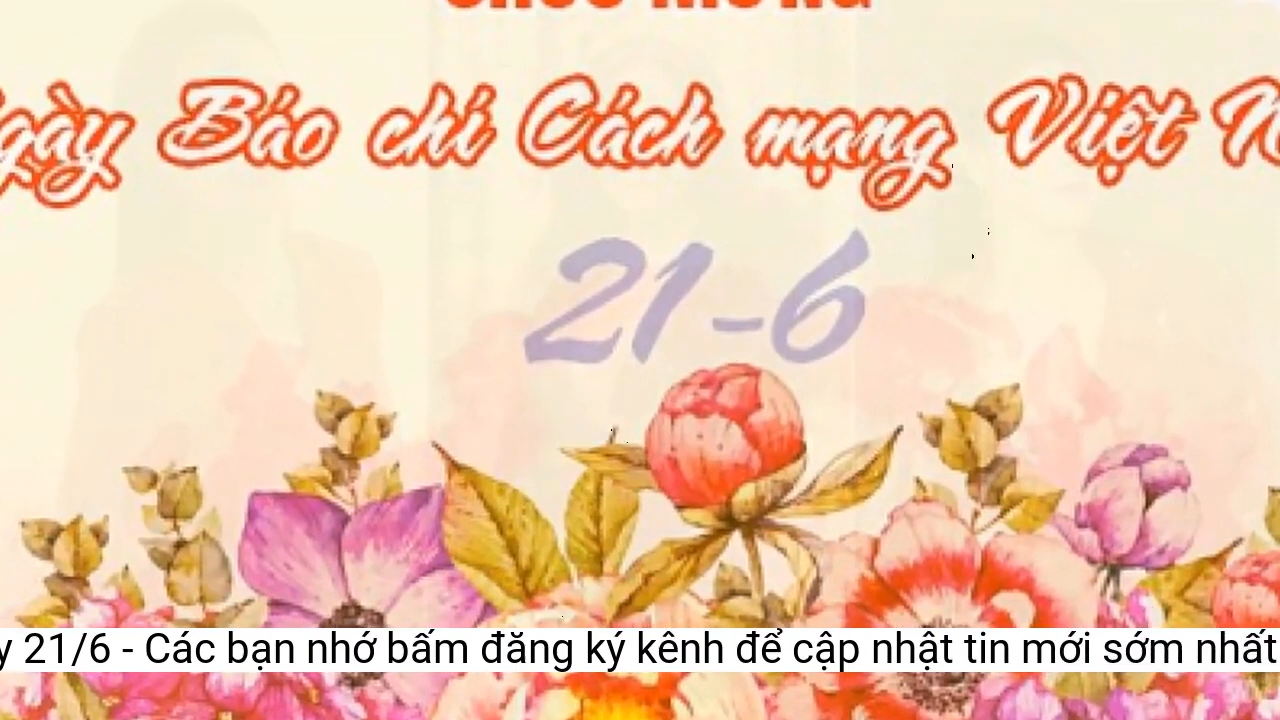 gày Báo chí Cách mạng Việt N
21-6
y 21/6 - Các bạn nhớ bấm đăng ký kênh để cập nhật tin mới sớm nhất